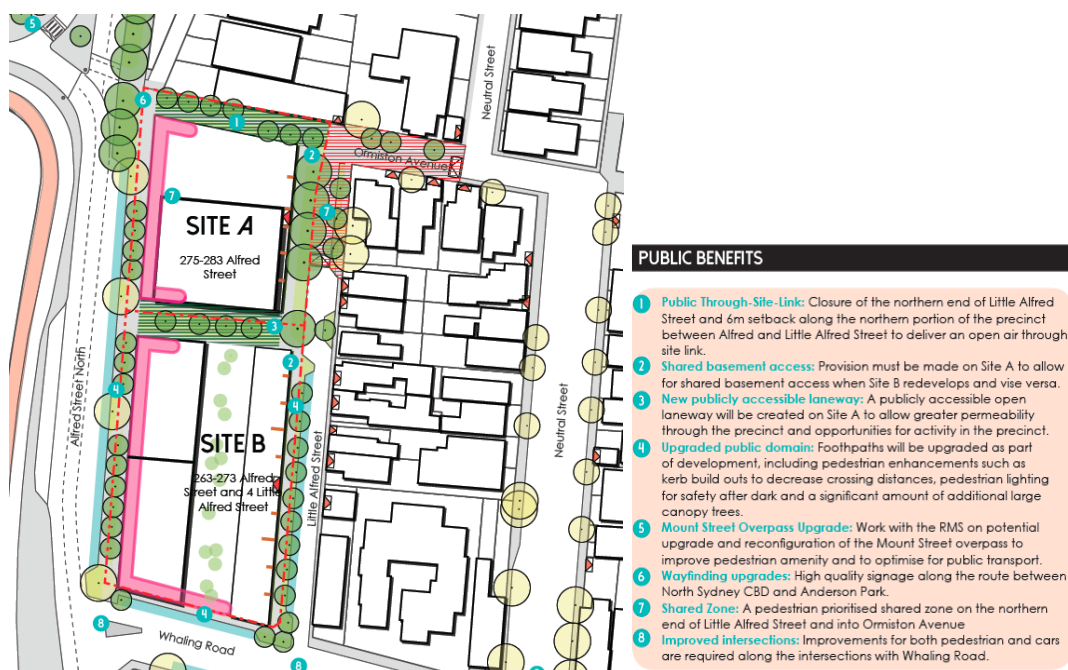 5
Neutral Street
6
1
2
Ormiston Avenue
7
7
SITE A
275-283 Alfred
Street
3
2
Alfred Street North
4
4
Neutral Street
SITE B
263-273 Alfred
Street and 4 Little
Alfred Street
Little Alfred Street
4
8
Whaling Road
8
PUBLIC BENEFITS
1 Public Through-Site-Link: Closure of the northern end of Little Alfred
Street and 6m setback along the northern portion of the precinct
between Alfred and Little Alfred Street to deliver an open air through
site link.
2 Shared basement access: Provision must be made on Site A to allow
for shared basement access when Site B redevelops and vise versa.
3 New publicly accessible laneway: A publicly accessible open
laneway will be created on Site A to allow greater permeability
through the precinct and opportunities for activity in the precinct.
4 Upgraded public domain: Foothpaths will be upgraded as part
of development, including pedestrian enhancements such as
kerb build outs to decrease crossing distances, pedestrian lighting
for safety after dark and a significant amount of additional large
canopy trees.
5 Mount Street Overpass Upgrade: Work with the RMS on potential
upgrade and reconfiguration of the Mount Street overpass to
improve pedestrian amenity and to optimise for public transport.
6 Wayfinding upgrades: High quality signage along the route between
North Sydney CBD and Anderson Park.
7 Shared Zone: A pedestrian prioritised shared zone on the northern
end of Little Alfred Street and into Ormiston Avenue
8 Improved intersections: Improvements for both pedestrian and cars
are required along the intersections with Whaling Road.